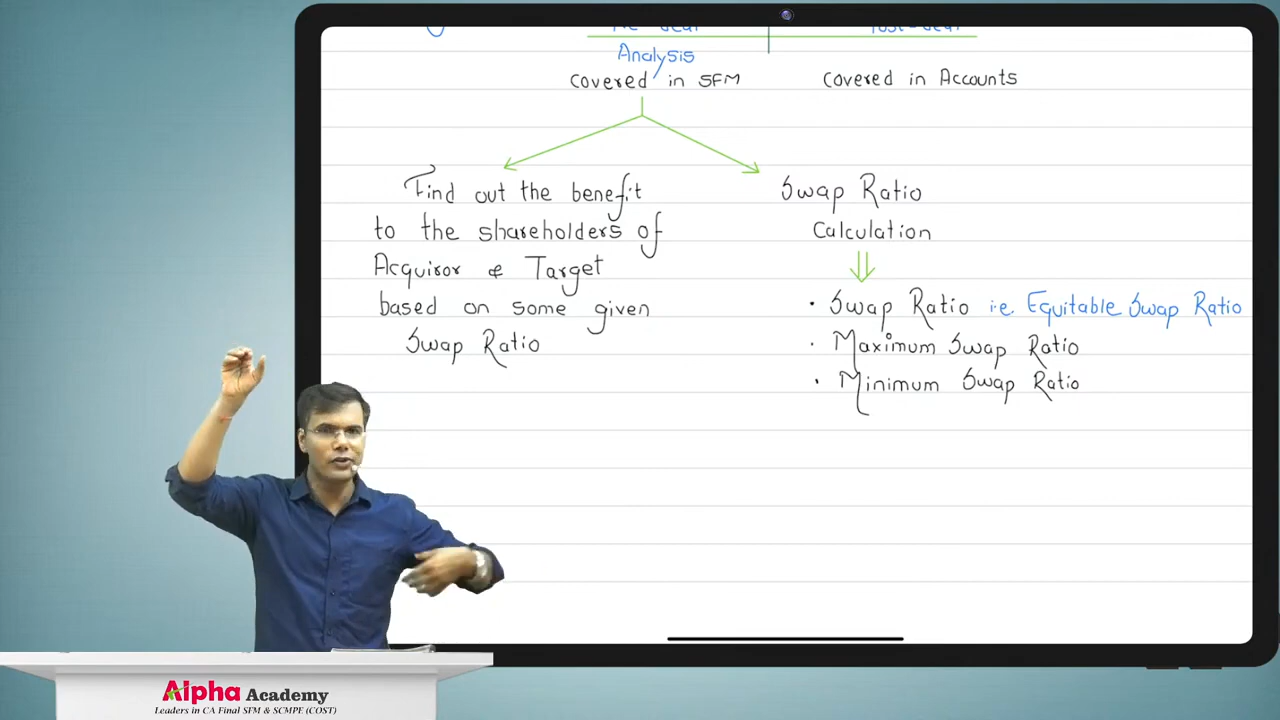 Analysis
Covered in SFM
Covered in Accounts
Find out the benefit
to the shareholders of
Acquiror & Target
based on some given
Swap Ratio
Swap Ratio
Calculation
• Swap Ratio i.e. Equitable Swap Ratio
• Maximum Swap Ratio
• Minimum Swap Ratio
Alpha Academy
Leaders in CA Final SFM & SCMPE (COST)